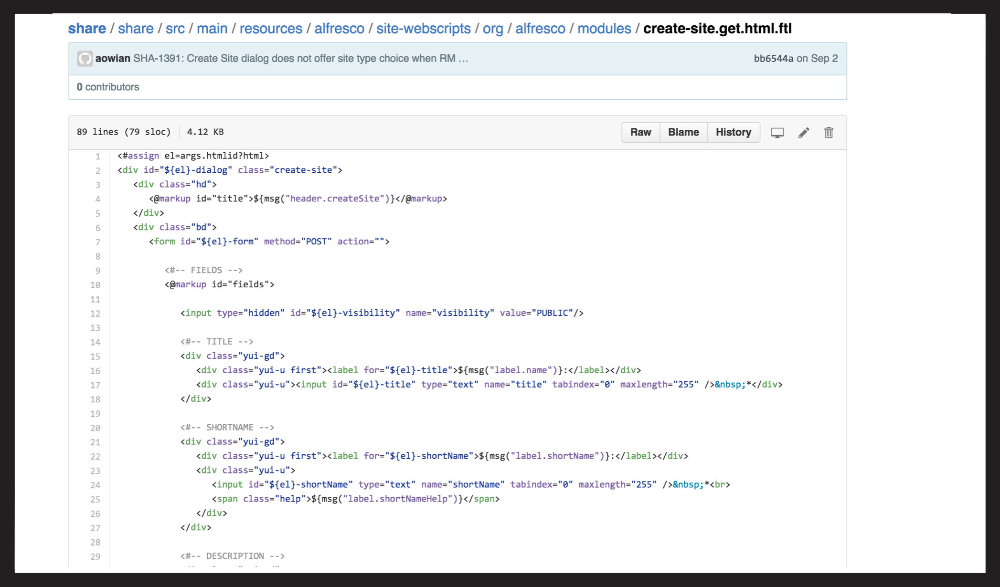 share / share / src / main / resources / alfresco / site-webscripts / org / alfresco / modules / create-site.get.html.ftl
aowian SHA-1391: Create Site dialog does not offer site type choice when RM … bb6544a on Sep 2
0 contributors
89 lines (79 sloc) 4.12 KB Raw Blame History
1 <#assign el=args.htmlid?html>
2 <div id="${el}-dialog" class="create-site">
3 <div class="hd">
4 <@markup id="title">${msg("header.createSite")}</@markup>
5 </div>
6 <div class="bd">
7 <form id="${el}-form" method="POST" action="">
8
9 <#-- FIELDS -->
10 <@markup id="fields">
11
12 <input type="hidden" id="${el}-visibility" name="visibility" value="PUBLIC"/>
13
14 <#-- TITLE -->
15 <div class="yui-gd">
16 <div class="yui-u first"><label for="${el}-title">${msg("label.name")}:</label></div>
17 <div class="yui-u"><input id="${el}-title" type="text" name="title" tabindex="0" maxlength="255" />&nbsp;*</div>
18 </div>
19
20 <#-- SHORTNAME -->
21 <div class="yui-gd">
22 <div class="yui-u first"><label for="${el}-shortName">${msg("label.shortName")}:</label></div>
23 <div class="yui-u">
24 <input id="${el}-shortName" type="text" name="shortName" tabindex="0" maxlength="255" />&nbsp;*<br>
25 <span class="help">${msg("label.shortNameHelp")}</span>
26 </div>
27 </div>
28
29 <#-- DESCRIPTION -->